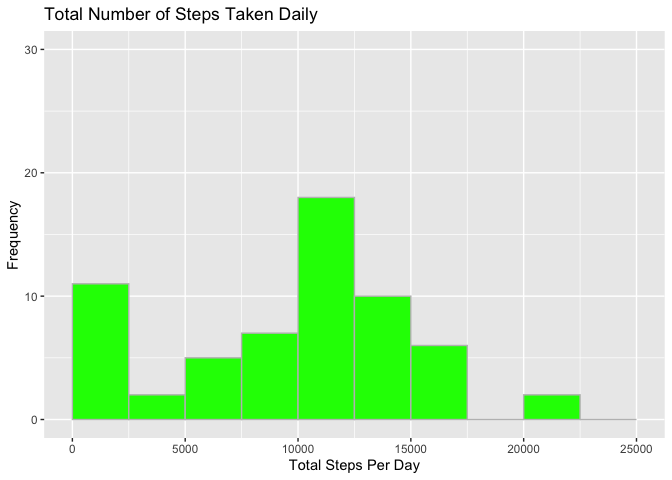 Total Number of Steps Taken Daily
30
20
10
0
Frequency
0 5000 10000 15000 20000 25000
Total Steps Per Day